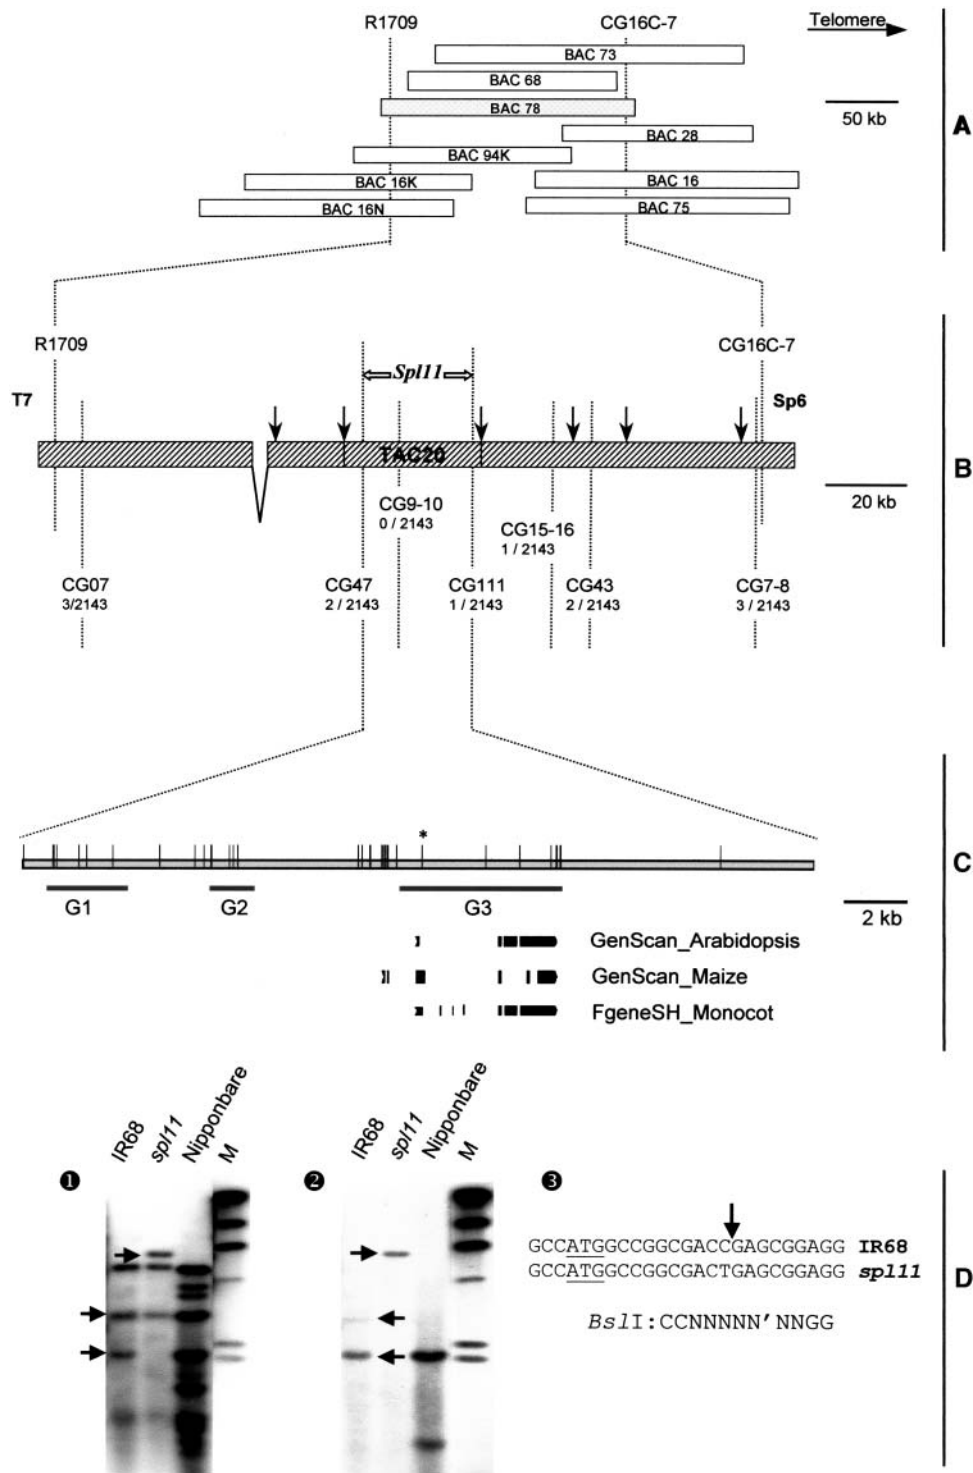 R1709
CG16C-7
Telomere
BAC 73
BAC 68
BAC 78
50 kb
A
BAC 28
BAC 94K
BAC 16K
BAC 16
BAC 16N
BAC 75
R1709
CG16C-7
Spl11
T7
Sp6
TAC20
B
20 kb
CG9-10
0 / 2143
CG15-16
1 / 2143
CG07
3/2143
CG47
2 / 2143
CG111
1 / 2143
CG43
2 / 2143
CG7-8
3 / 2143
*
C
G1
G2
G3
2 kb
GenScan_Arabidopsis
GenScan_Maize
FgeneSH_Monocot
IR68
spl11
Nipponbare
M
IR68
spl11
Nipponbare
M
1
2
3
GCCATGGCCGGCGACCGAGCGGAGG IR68
GCCATGGCCGGCGACTGAGCGGAGG spl11
D
BslI:CCNNNNN'NNGG